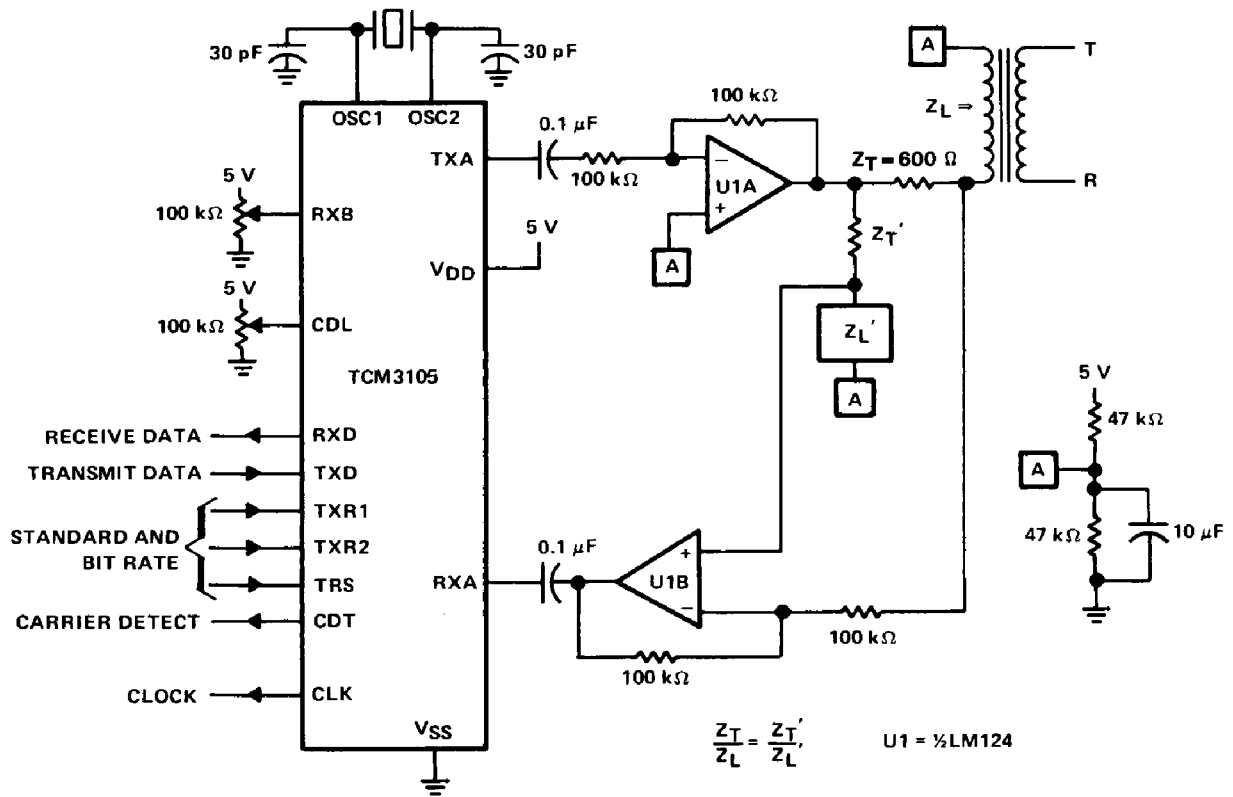 30 pF
30 pF
OSC1
OSC2
A
T
ZL ⇒
R
0.1 μF
100 kΩ
TXA
100 kΩ
U1A
−
+
A
ZT = 600 Ω
ZT'
ZL'
A
5 V
100 kΩ
RXB
5 V
VDD
5 V
100 kΩ
CDL
TCM3105
5 V
47 kΩ
A
47 kΩ
10 μF
RECEIVE DATA
RXD
TRANSMIT DATA
TXD
TXR1
STANDARD AND
BIT RATE
TXR2
TRS
CARRIER DETECT
CDT
CLOCK
CLK
VSS
RXA
0.1 μF
U1B
+
−
100 kΩ
100 kΩ
ZT/ZL = ZT'/ZL',
U1 = ½LM124